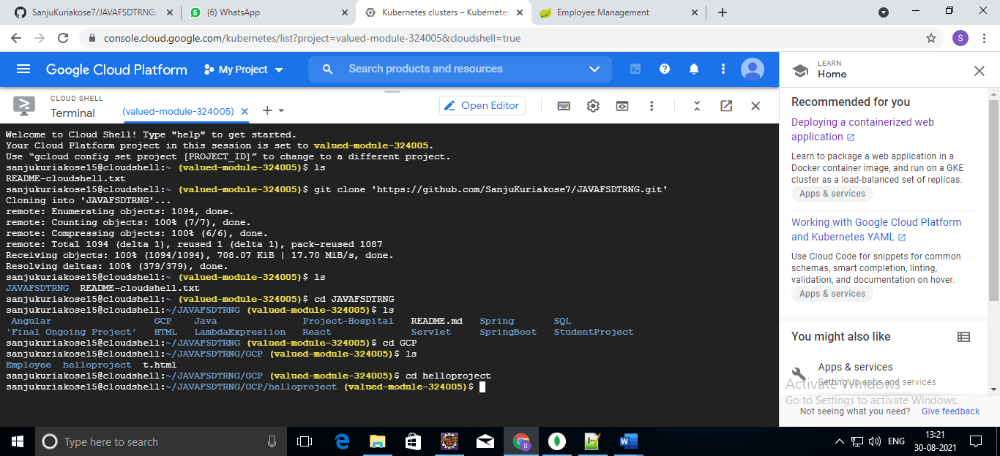 SanjuKuriakose7/JAVAFSDTRNG:
(6) WhatsApp
Kubernetes clusters – Kubernetes
Employee Management
console.cloud.google.com/kubernetes/list?project=valued-module-324005&cloudshell=true
S
Google Cloud Platform
My Project
Search products and resources
LEARN
Home
CLOUD SHELL
Terminal
(valued-module-324005)
Open Editor
Welcome to Cloud Shell! Type "help" to get started.
Your Cloud Platform project in this session is set to valued-module-324005.
Use “gcloud config set project [PROJECT_ID]” to change to a different project.
sanjukuriakose15@cloudshell:~ (valued-module-324005)$ ls
README-cloudshell.txt
sanjukuriakose15@cloudshell:~ (valued-module-324005)$ git clone 'https://github.com/SanjuKuriakose7/JAVAFSDTRNG.git'
Cloning into 'JAVAFSDTRNG'...
remote: Enumerating objects: 1094, done.
remote: Counting objects: 100% (7/7), done.
remote: Compressing objects: 100% (6/6), done.
remote: Total 1094 (delta 1), reused 1 (delta 1), pack-reused 1087
Receiving objects: 100% (1094/1094), 708.07 KiB | 17.70 MiB/s, done.
Resolving deltas: 100% (379/379), done.
sanjukuriakose15@cloudshell:~ (valued-module-324005)$ ls
JAVAFSDTRNG README-cloudshell.txt
sanjukuriakose15@cloudshell:~ (valued-module-324005)$ cd JAVAFSDTRNG
sanjukuriakose15@cloudshell:~/JAVAFSDTRNG (valued-module-324005)$ ls
Angular GCP Java Project-Hospital README.md Spring SQL
'Final Ongoing Project' HTML LambdaExpresiion React Servlet SpringBoot StudentProject
sanjukuriakose15@cloudshell:~/JAVAFSDTRNG (valued-module-324005)$ cd GCP
sanjukuriakose15@cloudshell:~/JAVAFSDTRNG/GCP (valued-module-324005)$ ls
Employee helloproject t.html
sanjukuriakose15@cloudshell:~/JAVAFSDTRNG/GCP (valued-module-324005)$ cd helloproject
sanjukuriakose15@cloudshell:~/JAVAFSDTRNG/GCP/helloproject (valued-module-324005)$
Recommended for you
Deploying a containerized web
application
Learn to package a web application in a
Docker container image, and run on a GKE
cluster as a load-balanced set of replicas.
Apps & services
Working with Google Cloud Platform
and Kubernetes YAML
Use Cloud Code for snippets for common
schemas, smart completion, linting,
validation, and documentation on hover.
Apps & services
You might also like
Apps & services
Setting up apps and services
Activate Windows
Go to Settings to activate Windows.
Not seeing what you need? Give feedback
Type here to search
ENG
13:21
30-08-2021